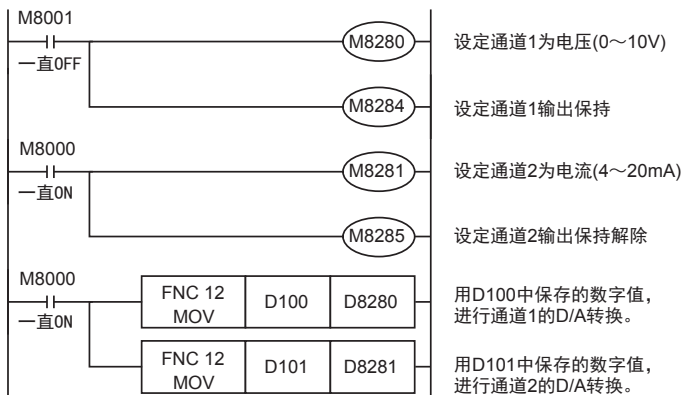 M8001
一直OFF
M8280
设定通道1为电压(0～10V)
M8284
设定通道1输出保持
M8000
一直ON
M8281
设定通道2为电流(4～20mA)
M8285
设定通道2输出保持解除
M8000
一直ON
FNC 12
MOV
D100
D8280
用D100中保存的数字值，
进行通道1的D/A转换。
FNC 12
MOV
D101
D8281
用D101中保存的数字值，
进行通道2的D/A转换。